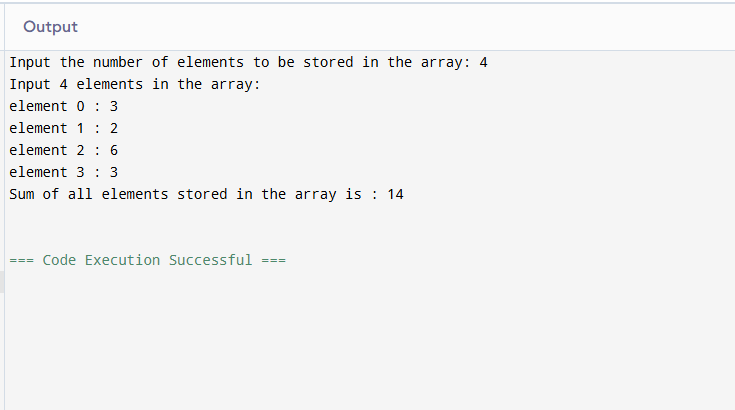 Output
Input the number of elements to be stored in the array: 4
Input 4 elements in the array:
element 0 : 3
element 1 : 2
element 2 : 6
element 3 : 3
Sum of all elements stored in the array is : 14
=== Code Execution Successful ===